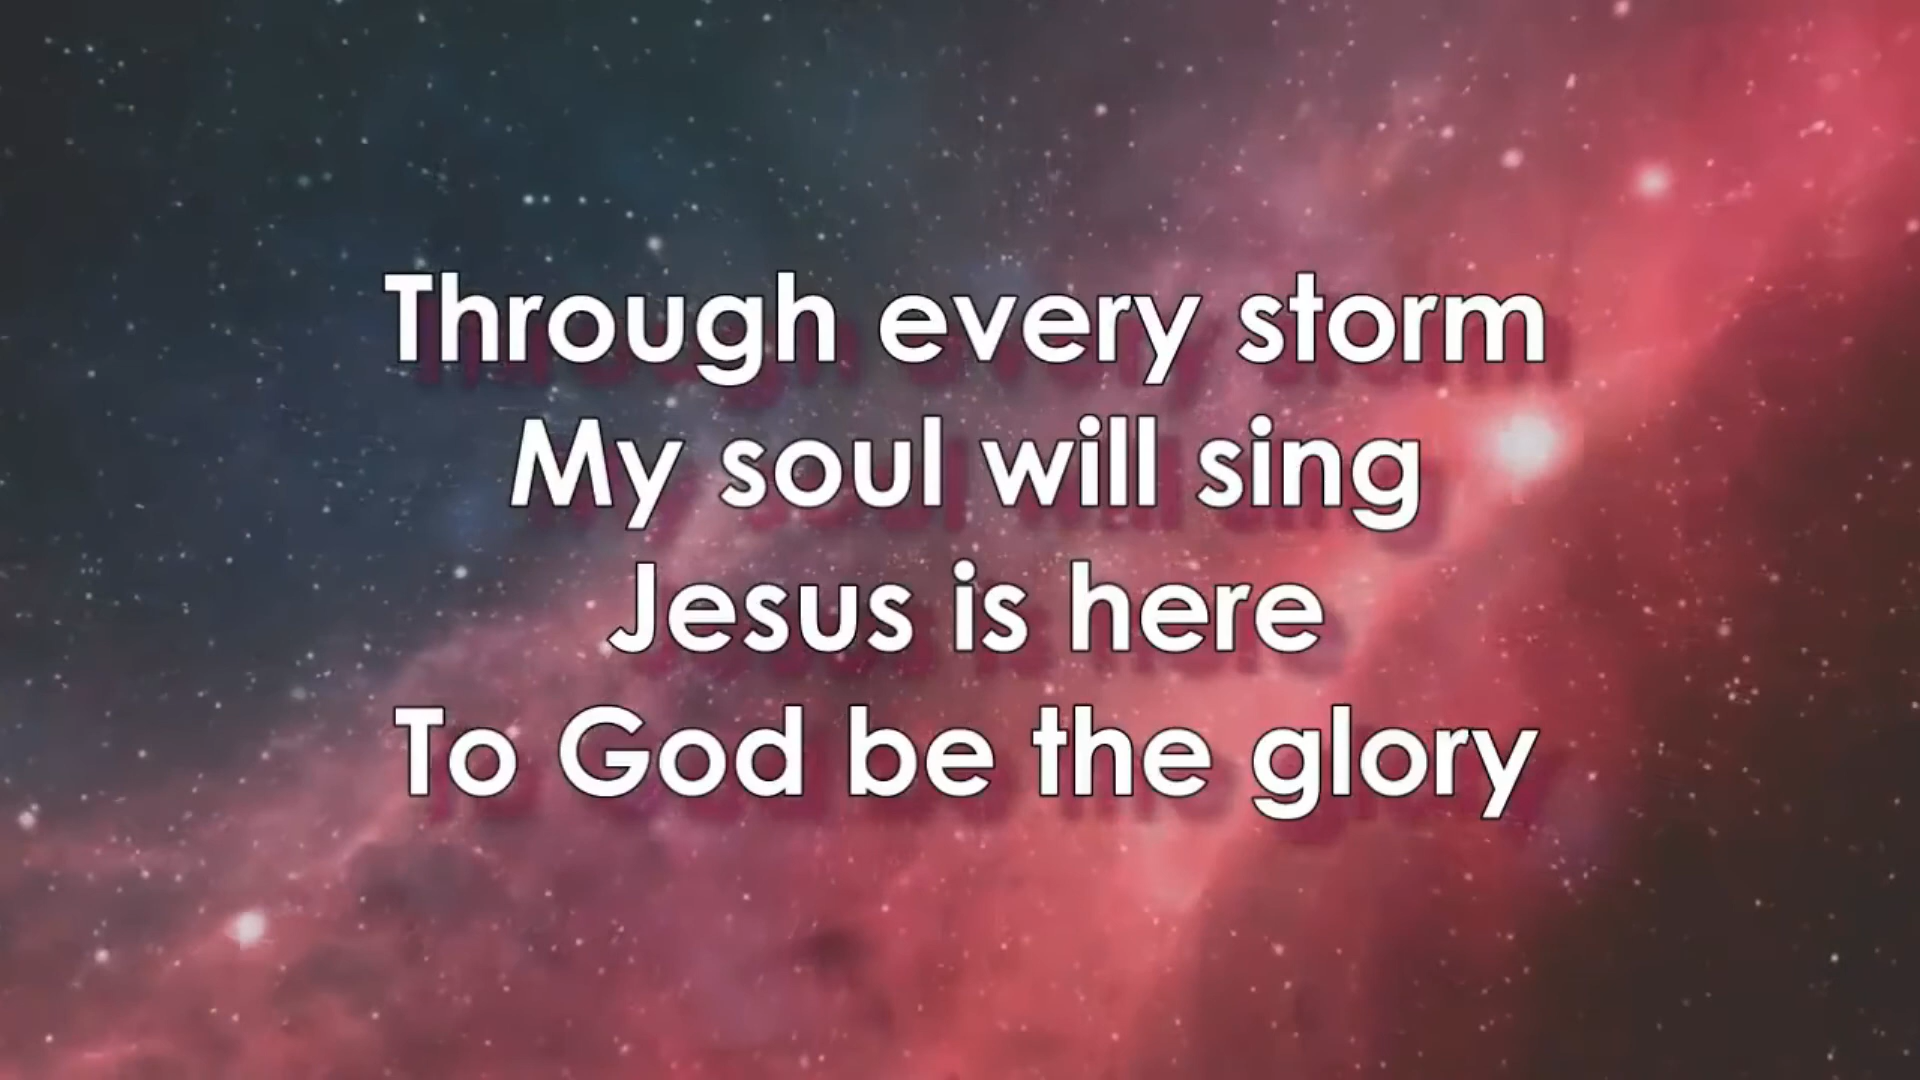 Through every storm
My soul will sing
Jesus is here
To God be the glory